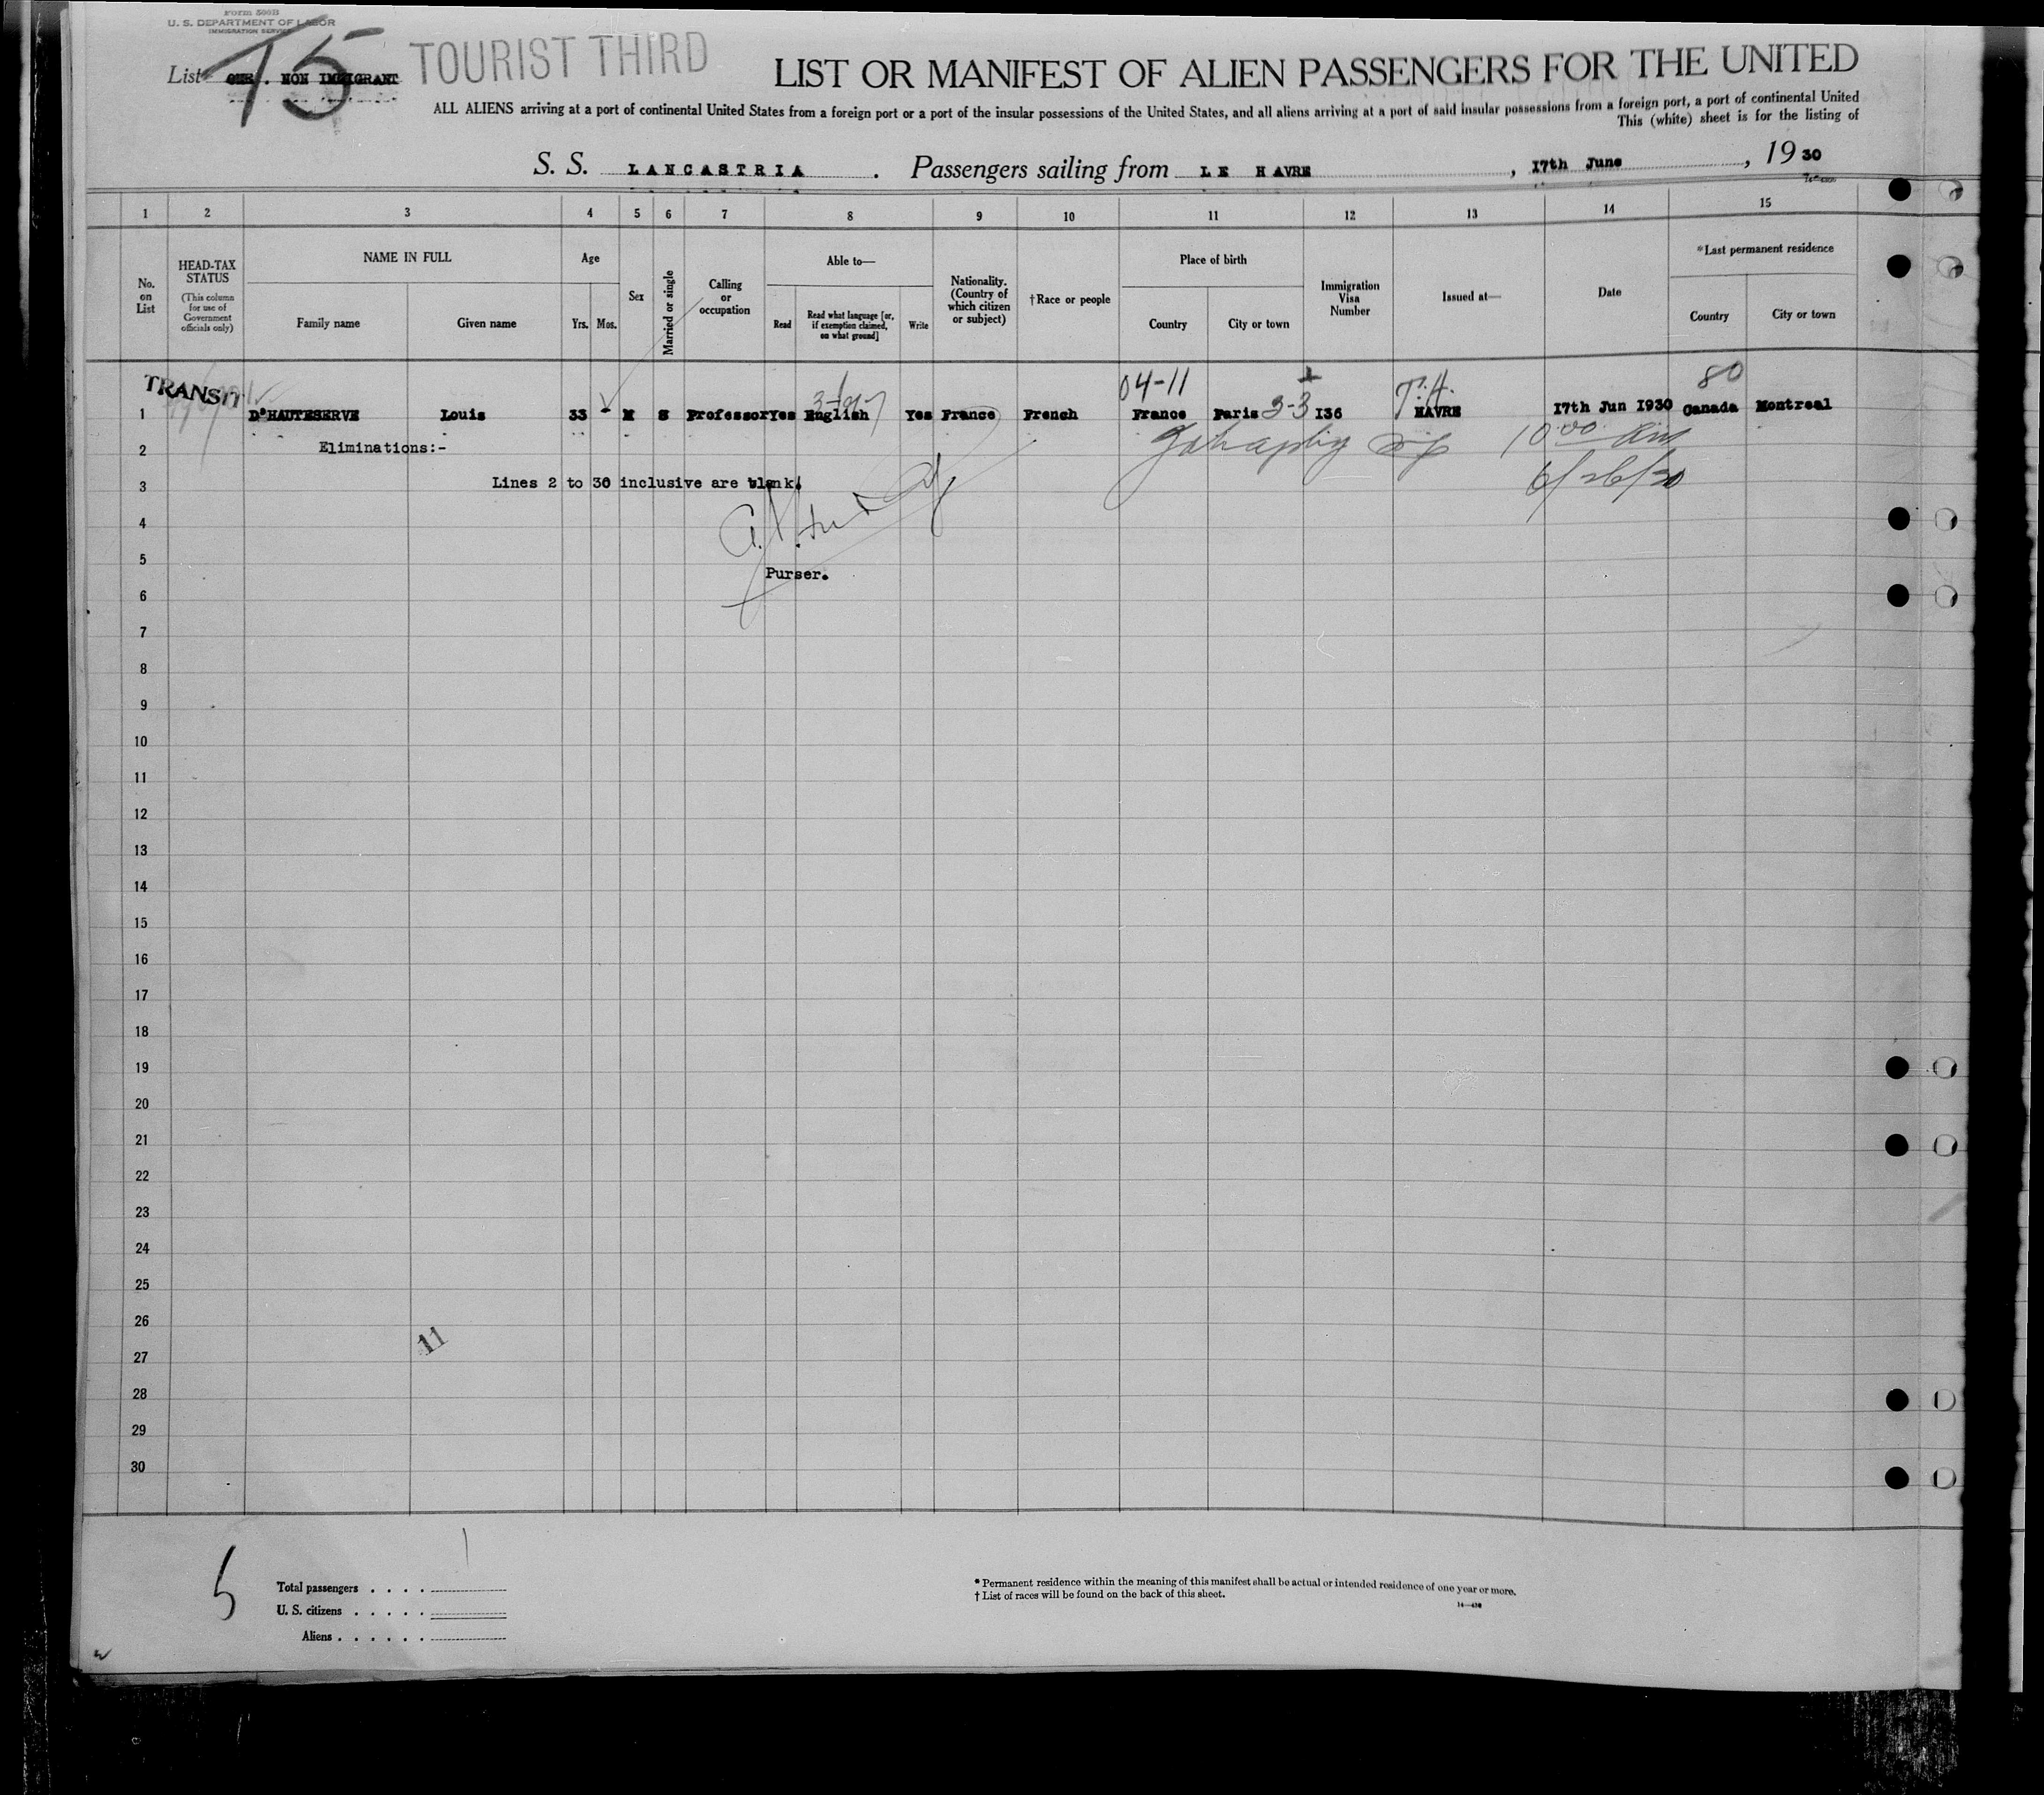 Form 500B
U. S. DEPARTMENT OF LABOR
IMMIGRATION SERVICE
List ONE . NON IMMIGRANT
T5
TOURIST THIRD
LIST OR MANIFEST OF ALIEN PASSENGERS FOR THE UNITED
ALL ALIENS arriving at a port of continental United States from a foreign port or a port of the insular possessions of the United States, and all aliens arriving at a port of said insular possessions from a foreign port, a port of continental United
This (white) sheet is for the listing of
S. S. LANCASTRIA . Passengers sailing from LE HAVRE , 17th June , 19 30
1 2 3 4 5 6 7 8 9 10 11 12 13 14 15
No. on List
HEAD-TAX STATUS
(This column for use of Government officials only)
NAME IN FULL
Family name Given name
Age
Yrs. Mos.
Sex
Married or single
Calling or occupation
Able to—
Read
Read what language [or, if exemption claimed, on what ground]
Write
Nationality. (Country of which citizen or subject)
†Race or people
Place of birth
Country City or town
Immigration Visa Number
Issued at—
Date
*Last permanent residence
Country City or town
TRANSIT
04-11
T.H.
80
1 D'HAUTESERVE Louis 33 - M S Professor Yes English Yes France French France Paris 3-3 136 HAVRE 17th Jun 1930 Canada Montreal
2 Eliminations:-
10 00 am
3 Lines 2 to 30 inclusive are blank.
6/26/30
4
5
Purser.
6
7
8
9
10
11
12
13
14
15
16
17
18
19
20
21
22
23
24
25
26
11
27
28
29
30
5
1
Total passengers . . . .
U. S. citizens . . . . .
Aliens . . . . . .
* Permanent residence within the meaning of this manifest shall be actual or intended residence of one year or more.
† List of races will be found on the back of this sheet.